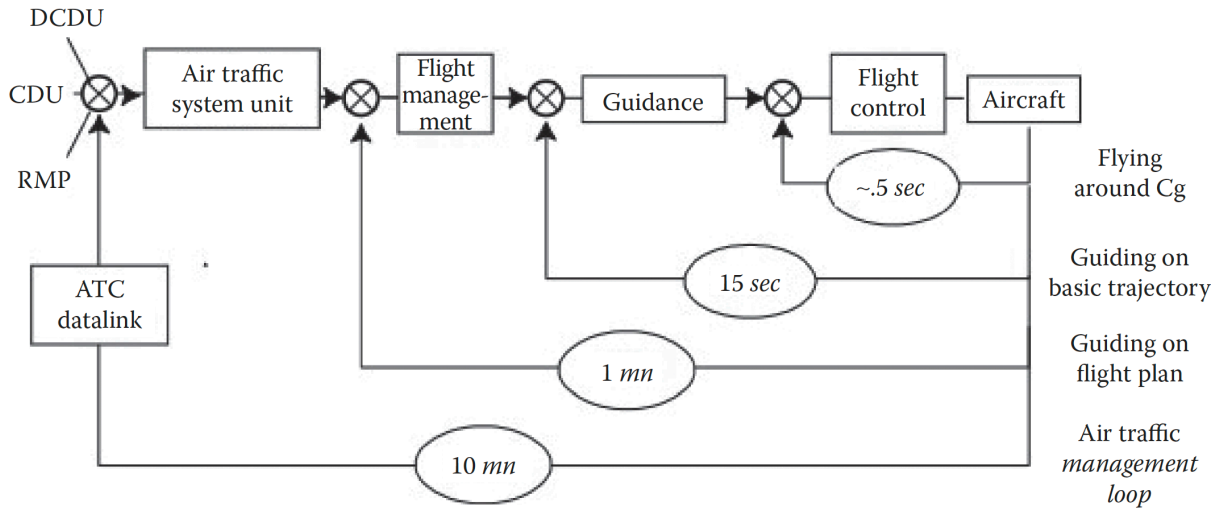 DCDU
CDU
RMP
Air traffic
system unit
Flight
manage-
ment
Guidance
Flight
control
Aircraft
~.5 sec
Flying
around Cg
ATC
datalink
15 sec
Guiding on
basic trajectory
1 mn
Guiding on
flight plan
10 mn
Air traffic
management
loop